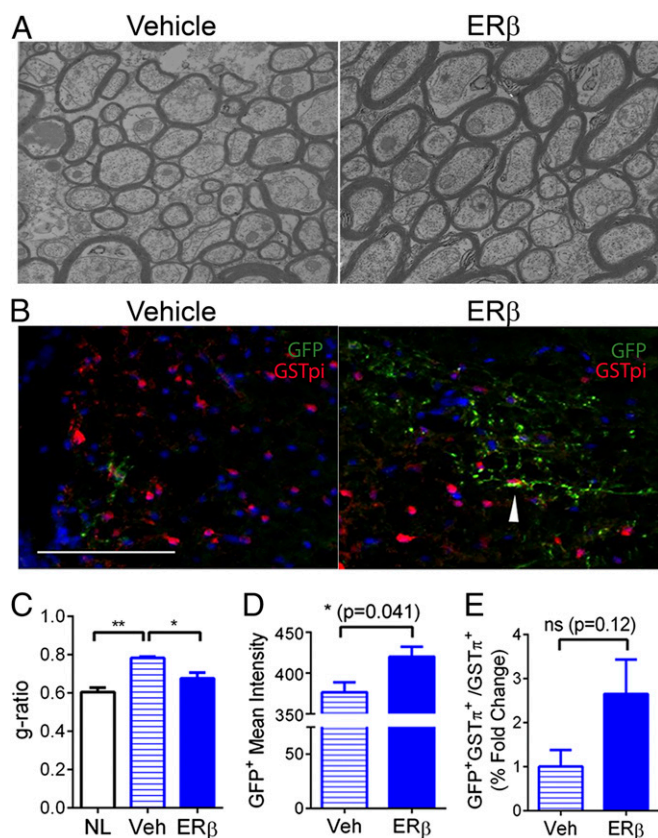 A
Vehicle
ERβ
B
Vehicle
ERβ
GFP
GSTpi
GFP
GSTpi
C
g-ratio
1.0
0.8
0.6
0.4
0.2
0.0
**
*
NL
Veh
ERβ
D
* (p=0.041)
GFP+ Mean Intensity
450
400
350
50
0
Veh
ERβ
E
ns (p=0.12)
GFP+GSTπ+ /GSTπ+
(% Fold Change)
4
3
2
1
0
Veh
ERβ